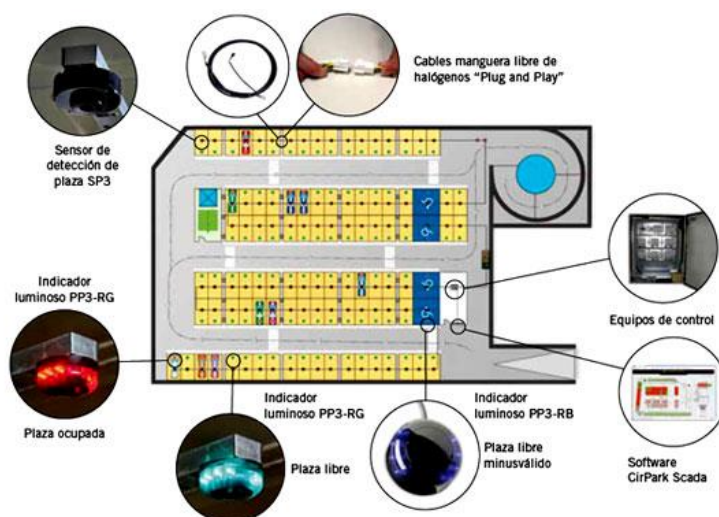 Cables manguera libre de
halógenos "Plug and Play"
Sensor de
detección de
plaza SP3
Indicador
luminoso PP3-RG
Plaza ocupada
Equipos de control
Indicador
luminoso PP3-RG
Plaza libre
Indicador
luminoso PP3-RB
Plaza libre
minusválido
Software
CirPark Scada